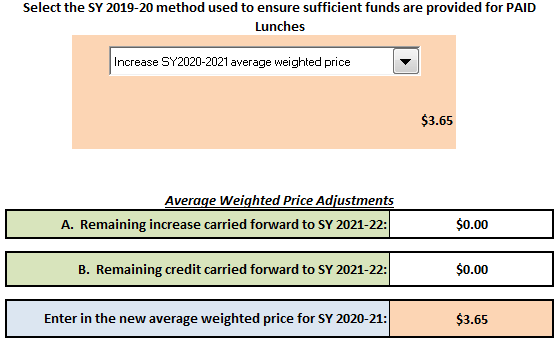 Select the SY 2019-20 method used to ensure sufficient funds are provided for PAID
Lunches
Increase SY2020-2021 average weighted price
$3.65
Average Weighted Price Adjustments
A. Remaining increase carried forward to SY 2021-22: $0.00
B. Remaining credit carried forward to SY 2021-22: $0.00
Enter in the new average weighted price for SY 2020-21: $3.65